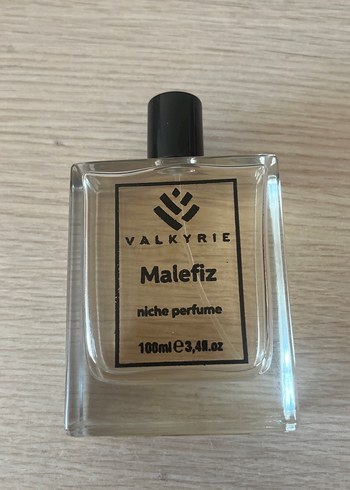 VALKYRIE
Malefiz
niche perfume
100ml℮3,4fl.oz